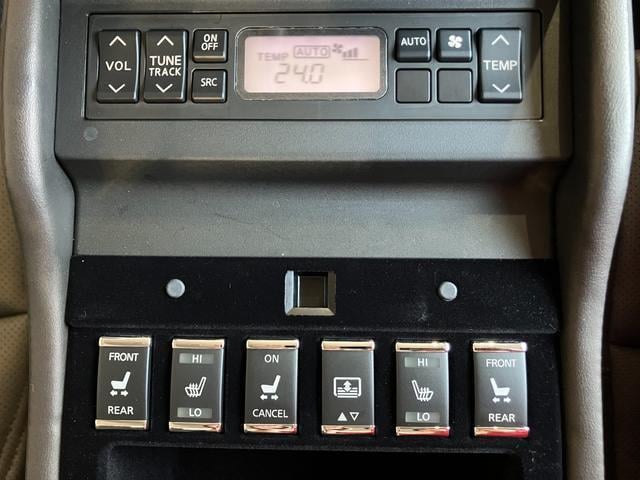 VOL
TUNE
TRACK
ON
OFF
SRC
TEMP AUTO
24.0
AUTO
TEMP
FRONT
REAR
HI
LO
ON
CANCEL
HI
LO
FRONT
REAR